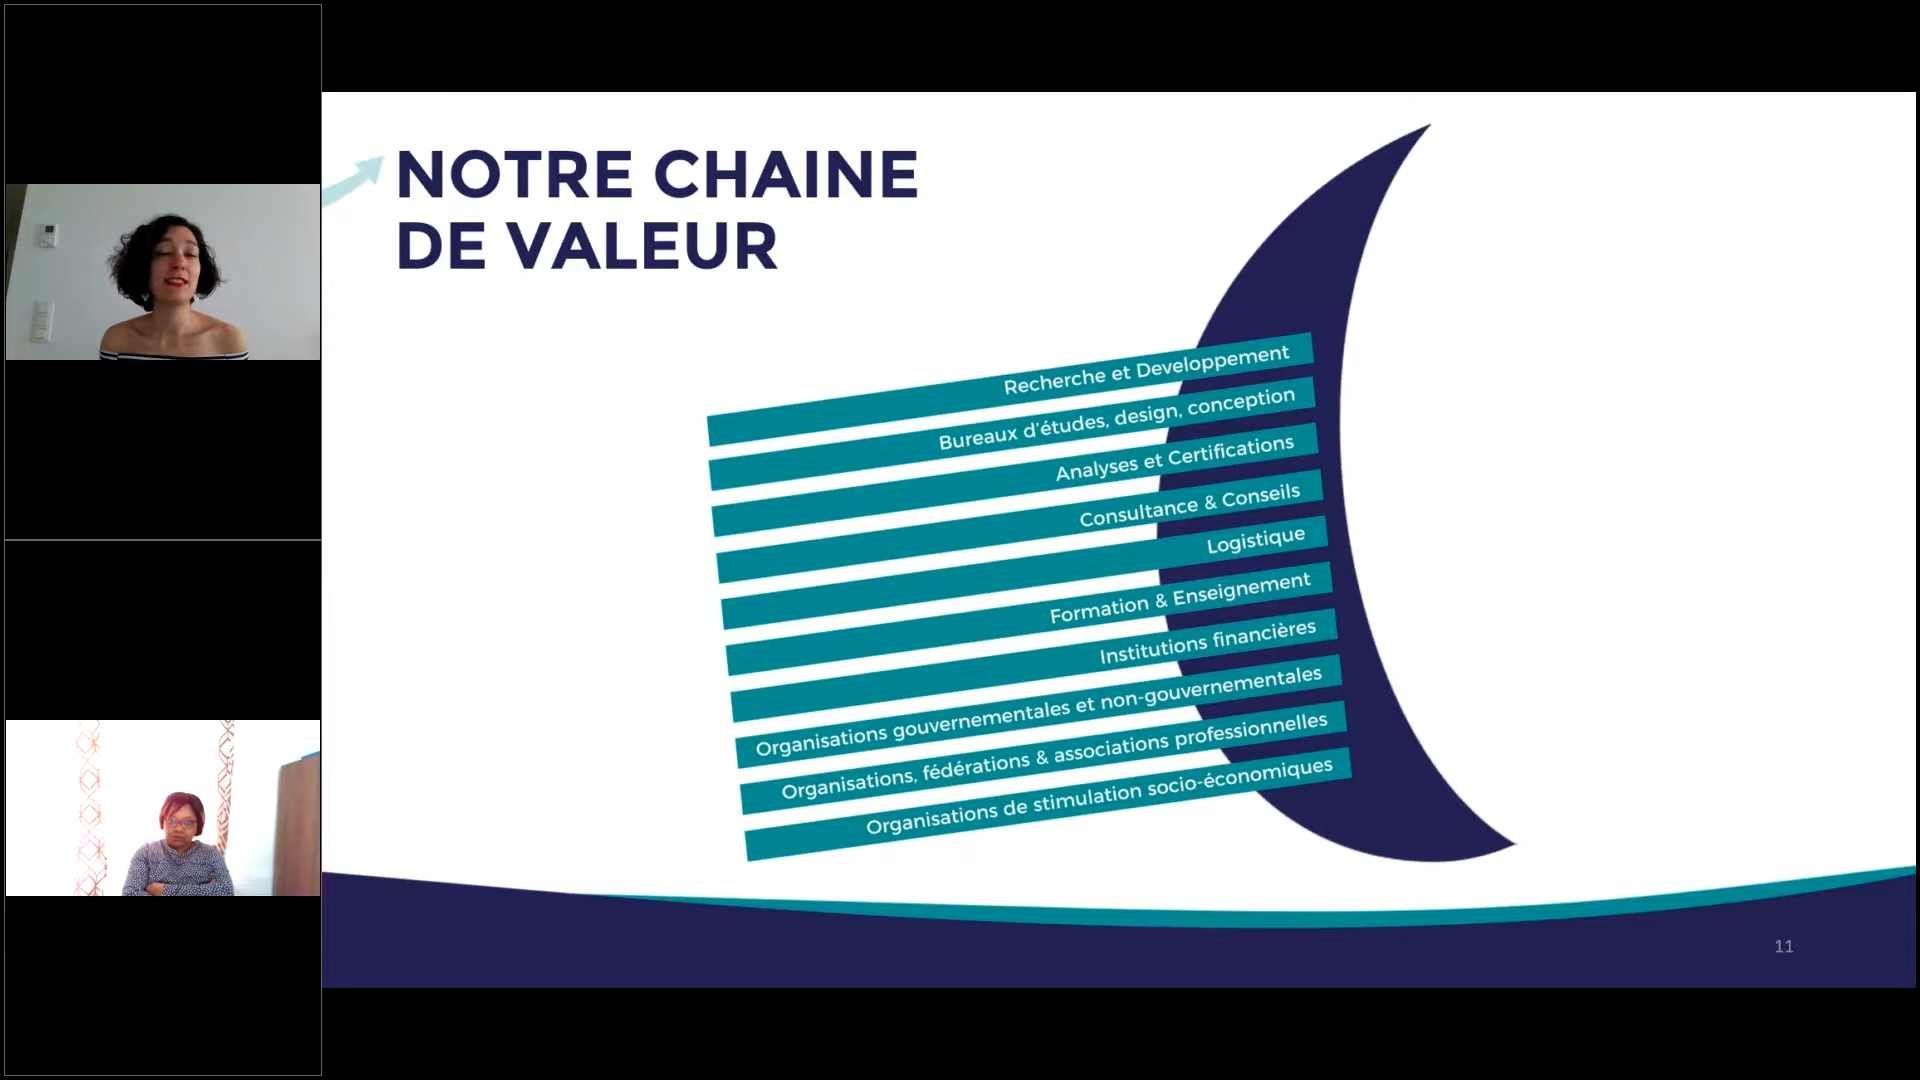 NOTRE CHAINE
DE VALEUR
Recherche et Developpement
Bureaux d'études, design, conception
Analyses et Certifications
Consultance & Conseils
Logistique
Formation & Enseignement
Institutions financières
Organisations gouvernementales et non-gouvernementales
Organisations, fédérations & associations professionnelles
Organisations de stimulation socio-économiques
11